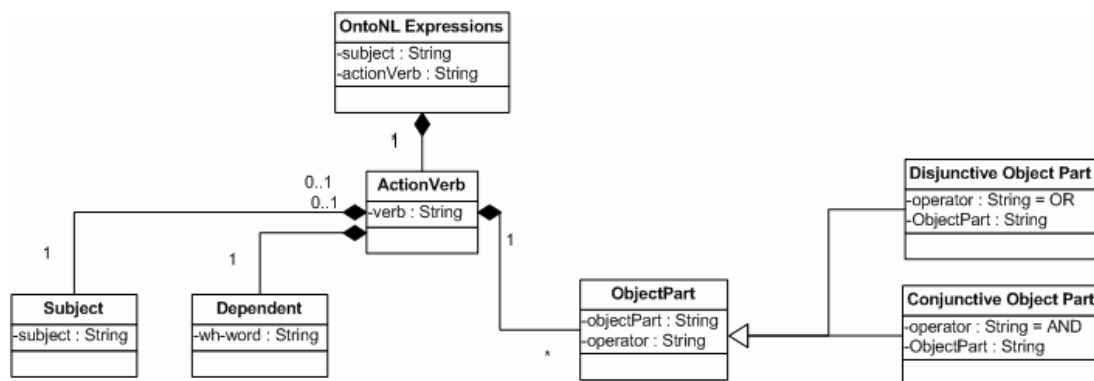 OntoNL Expressions
-subject : String
-actionVerb : String
1
0..1
0..1
ActionVerb
-verb : String
1
1
1
Subject
-subject : String
Dependent
-wh-word : String
ObjectPart
-objectPart : String
-operator : String
*
Disjunctive Object Part
-operator : String = OR
-ObjectPart : String
Conjunctive Object Part
-operator : String = AND
-ObjectPart : String